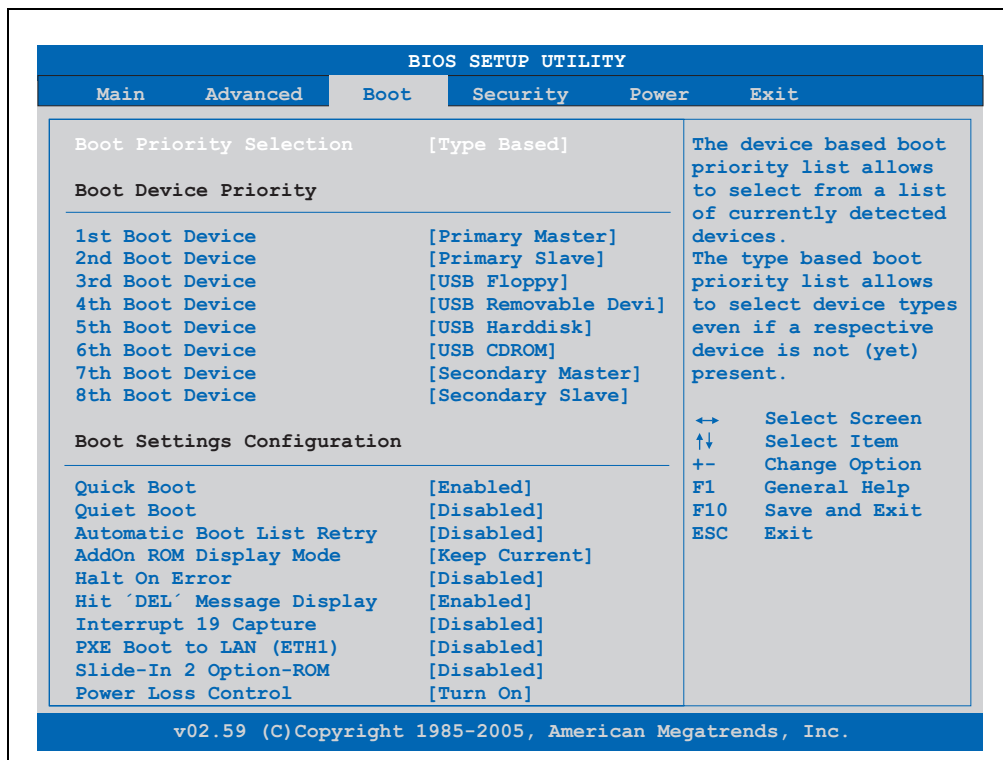 BIOS SETUP UTILITY
Main Advanced Boot Security Power Exit
Boot Priority Selection [Type Based]
Boot Device Priority
1st Boot Device [Primary Master]
2nd Boot Device [Primary Slave]
3rd Boot Device [USB Floppy]
4th Boot Device [USB Removable Devi]
5th Boot Device [USB Harddisk]
6th Boot Device [USB CDROM]
7th Boot Device [Secondary Master]
8th Boot Device [Secondary Slave]
Boot Settings Configuration
Quick Boot [Enabled]
Quiet Boot [Disabled]
Automatic Boot List Retry [Disabled]
AddOn ROM Display Mode [Keep Current]
Halt On Error [Disabled]
Hit ´DEL´ Message Display [Enabled]
Interrupt 19 Capture [Disabled]
PXE Boot to LAN (ETH1) [Disabled]
Slide-In 2 Option-ROM [Disabled]
Power Loss Control [Turn On]
The device based boot
priority list allows
to select from a list
of currently detected
devices.
The type based boot
priority list allows
to select device types
even if a respective
device is not (yet)
present.
↔ Select Screen
↑↓ Select Item
+- Change Option
F1 General Help
F10 Save and Exit
ESC Exit
v02.59 (C)Copyright 1985-2005, American Megatrends, Inc.